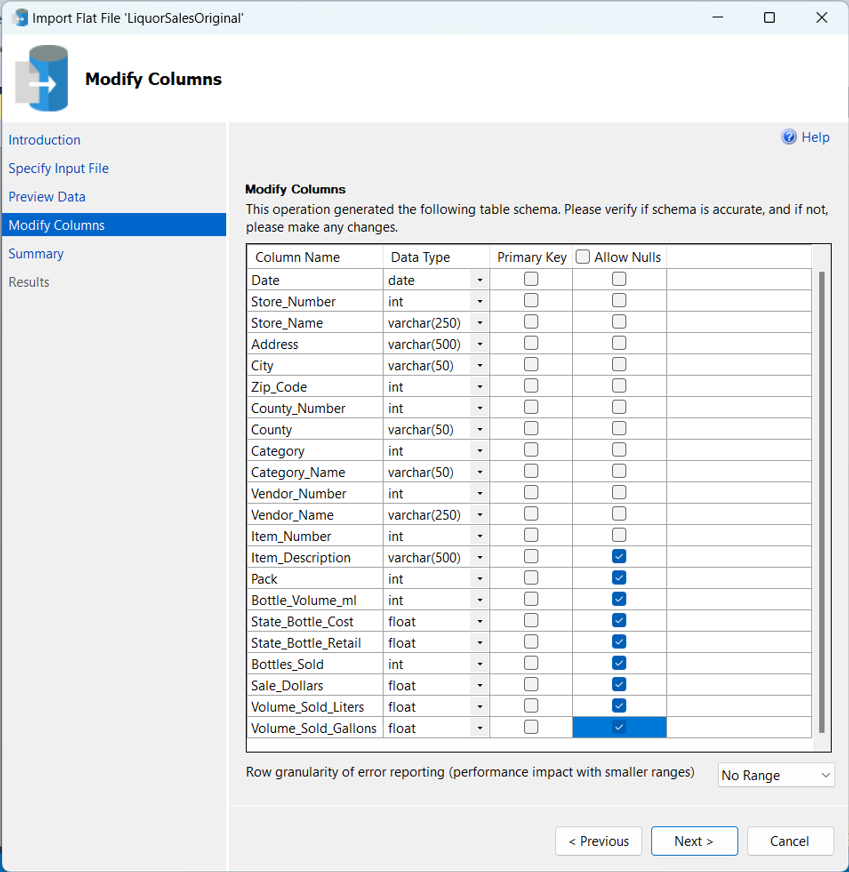 Import Flat File 'LiquorSalesOriginal'
Modify Columns
Introduction
Specify Input File
Preview Data
Modify Columns
Summary
Results
Help
Modify Columns
This operation generated the following table schema. Please verify if schema is accurate, and if not,
please make any changes.
Column Name Data Type Primary Key Allow Nulls
Date date
Store_Number int
Store_Name varchar(250)
Address varchar(500)
City varchar(50)
Zip_Code int
County_Number int
County varchar(50)
Category int
Category_Name varchar(50)
Vendor_Number int
Vendor_Name varchar(250)
Item_Number int
Item_Description varchar(500)
Pack int
Bottle_Volume_ml int
State_Bottle_Cost float
State_Bottle_Retail float
Bottles_Sold int
Sale_Dollars float
Volume_Sold_Liters float
Volume_Sold_Gallons float
Row granularity of error reporting (performance impact with smaller ranges) No Range
< Previous Next > Cancel